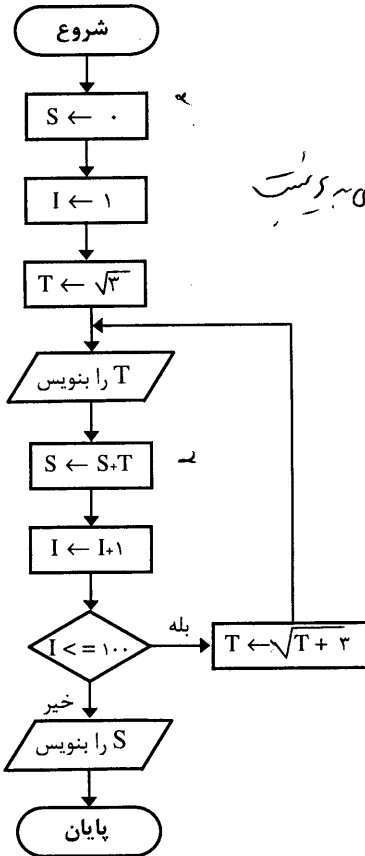 شروع
S ← ۰
I ← ۱
T ← √۳
T را بنویس
S ← S+T
I ← I+۱
I <= ۱۰۰
بله
T ← √T + ۳
خیر
S را بنویس
پایان